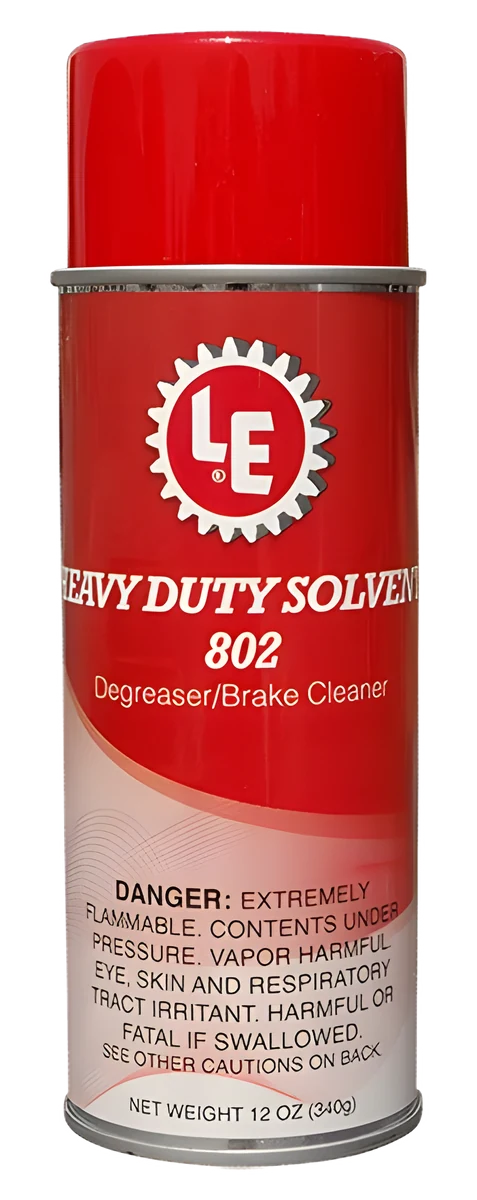 LE
®
HEAVY DUTY SOLVENT
802
Degreaser/Brake Cleaner
DANGER: EXTREMELY
FLAMMABLE. CONTENTS UNDER
PRESSURE. VAPOR HARMFUL.
EYE, SKIN AND RESPIRATORY
TRACT IRRITANT. HARMFUL OR
FATAL IF SWALLOWED.
SEE OTHER CAUTIONS ON BACK
NET WEIGHT 12 OZ (340g)